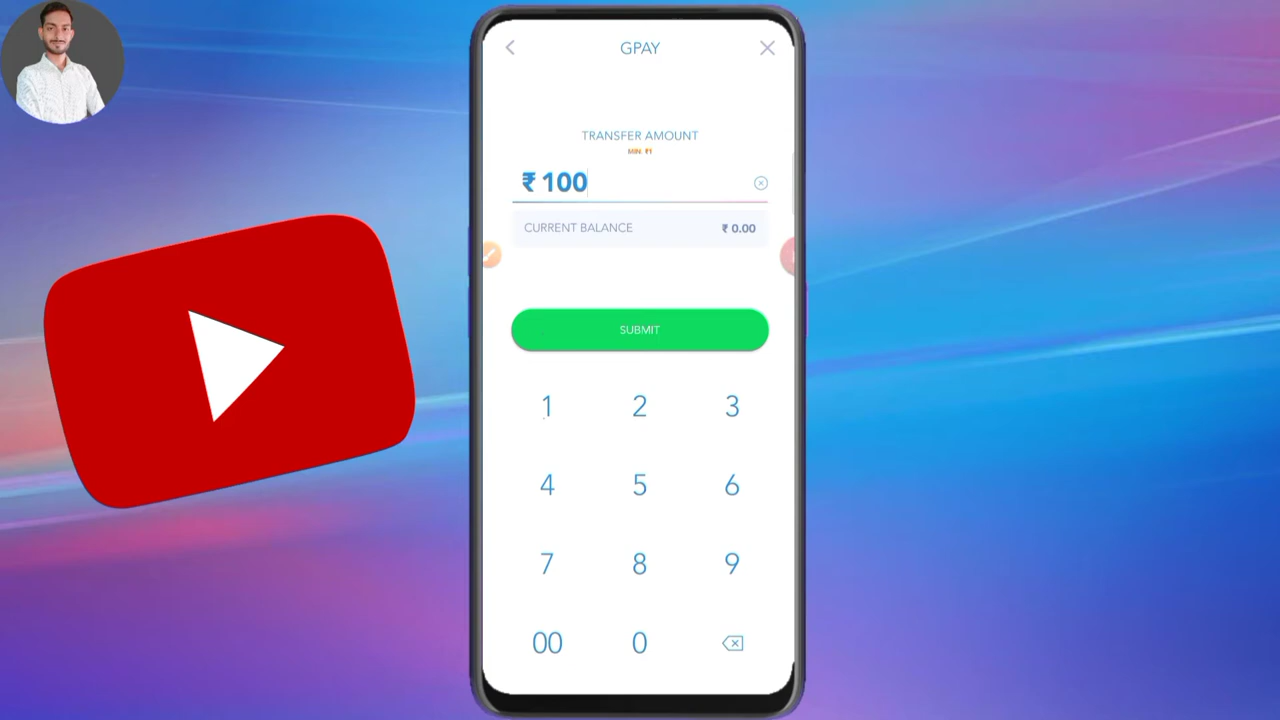 GPAY
TRANSFER AMOUNT
MIN: ₹1
₹ 100
CURRENT BALANCE ₹ 0.00
SUBMIT
1 2 3
4 5 6
7 8 9
00 0